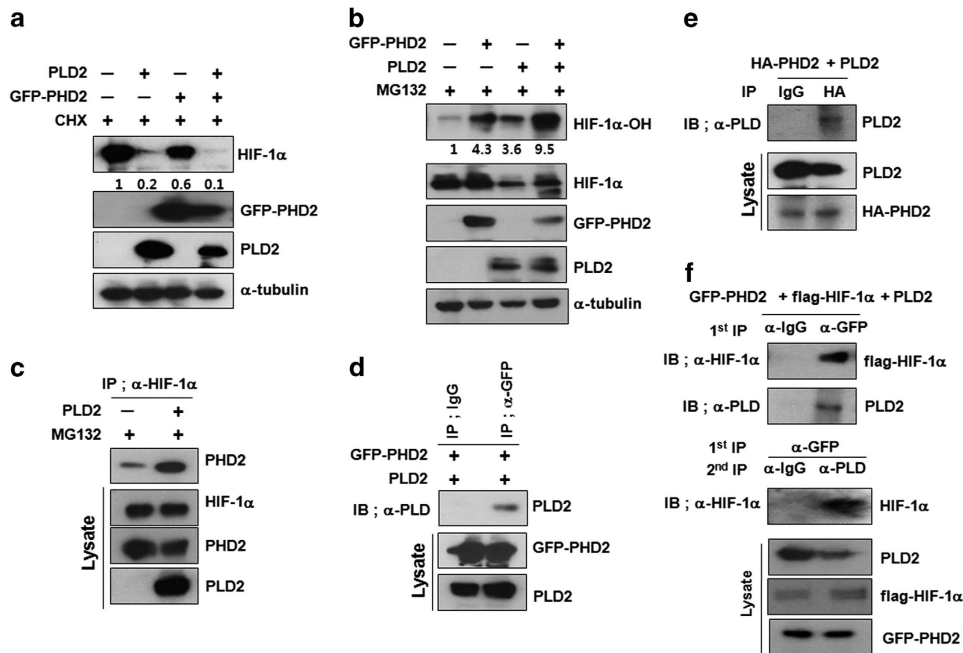 a
PLD2 – + – +
GFP-PHD2 – – + +
CHX + + + +
HIF-1α
1 0.2 0.6 0.1
GFP-PHD2
PLD2
α-tubulin
b
GFP-PHD2 – + – +
PLD2 – – + +
MG132 + + + +
HIF-1α-OH
1 4.3 3.6 9.5
HIF-1α
GFP-PHD2
PLD2
α-tubulin
c
IP ; α-HIF-1α
PLD2 – +
MG132 + +
PHD2
HIF-1α
PHD2
PLD2
Lysate
d
IP ; IgG
IP ; α-GFP
GFP-PHD2 + +
PLD2 + +
IB ; α-PLD PLD2
GFP-PHD2
PLD2
Lysate
e
HA-PHD2 + PLD2
IP IgG HA
IB ; α-PLD PLD2
PLD2
HA-PHD2
Lysate
f
GFP-PHD2 + flag-HIF-1α + PLD2
1st IP α-IgG α-GFP
IB ; α-HIF-1α flag-HIF-1α
IB ; α-PLD PLD2
1st IP α-GFP
2nd IP α-IgG α-PLD
IB ; α-HIF-1α HIF-1α
PLD2
flag-HIF-1α
GFP-PHD2
Lysate